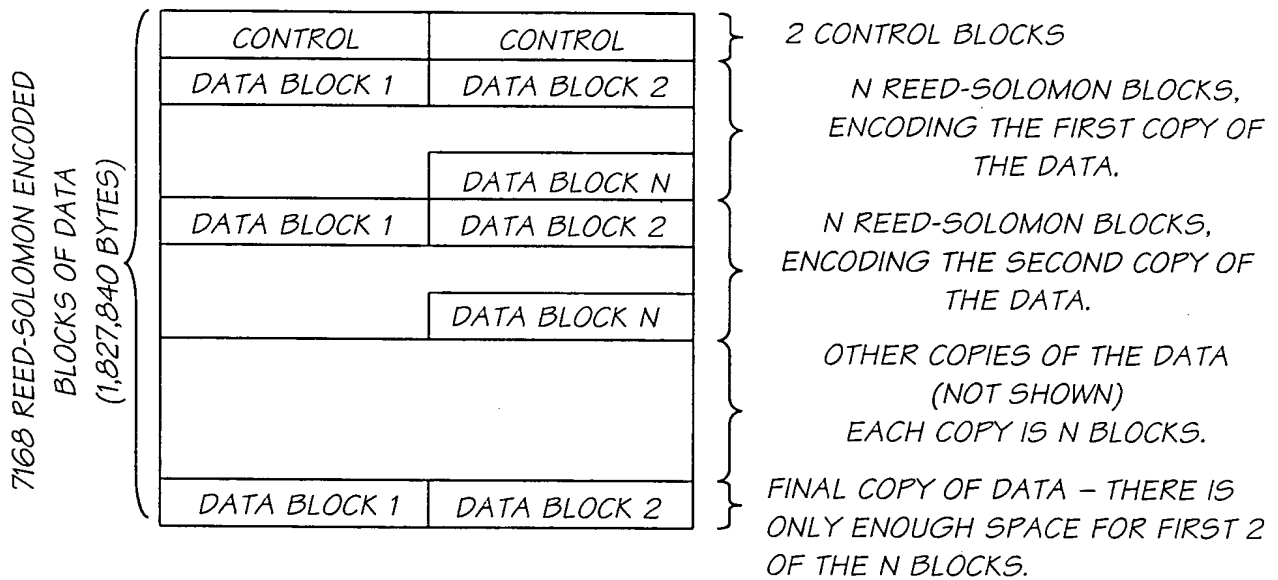 7168 REED-SOLOMON ENCODED
BLOCKS OF DATA
(1,827,840 BYTES)
CONTROL CONTROL
2 CONTROL BLOCKS
DATA BLOCK 1 DATA BLOCK 2
DATA BLOCK N
N REED-SOLOMON BLOCKS,
ENCODING THE FIRST COPY OF
THE DATA.
DATA BLOCK 1 DATA BLOCK 2
DATA BLOCK N
N REED-SOLOMON BLOCKS,
ENCODING THE SECOND COPY OF
THE DATA.
OTHER COPIES OF THE DATA
(NOT SHOWN)
EACH COPY IS N BLOCKS.
DATA BLOCK 1 DATA BLOCK 2
FINAL COPY OF DATA – THERE IS
ONLY ENOUGH SPACE FOR FIRST 2
OF THE N BLOCKS.